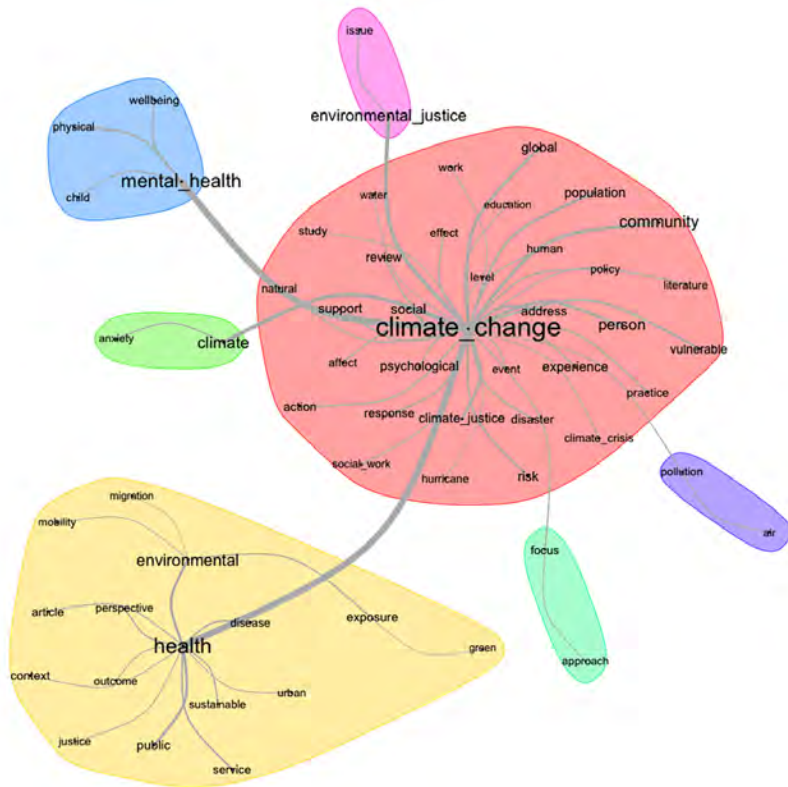 issue
environmental_justice
wellbeing
physical
mental_health
child
global
work
population
water
education
community
study
effect
human
review
level
policy
natural
literature
support
social
address
climate_change
person
anxiety
climate
vulnerable
affect
psychological
event
experience
practice
action
response
climate_justice
disaster
climate_crisis
social_work
hurricane
risk
pollution
air
migration
mobility
environmental
focus
article
perspective
disease
exposure
health
green
approach
context
outcome
sustainable
urban
justice
public
service